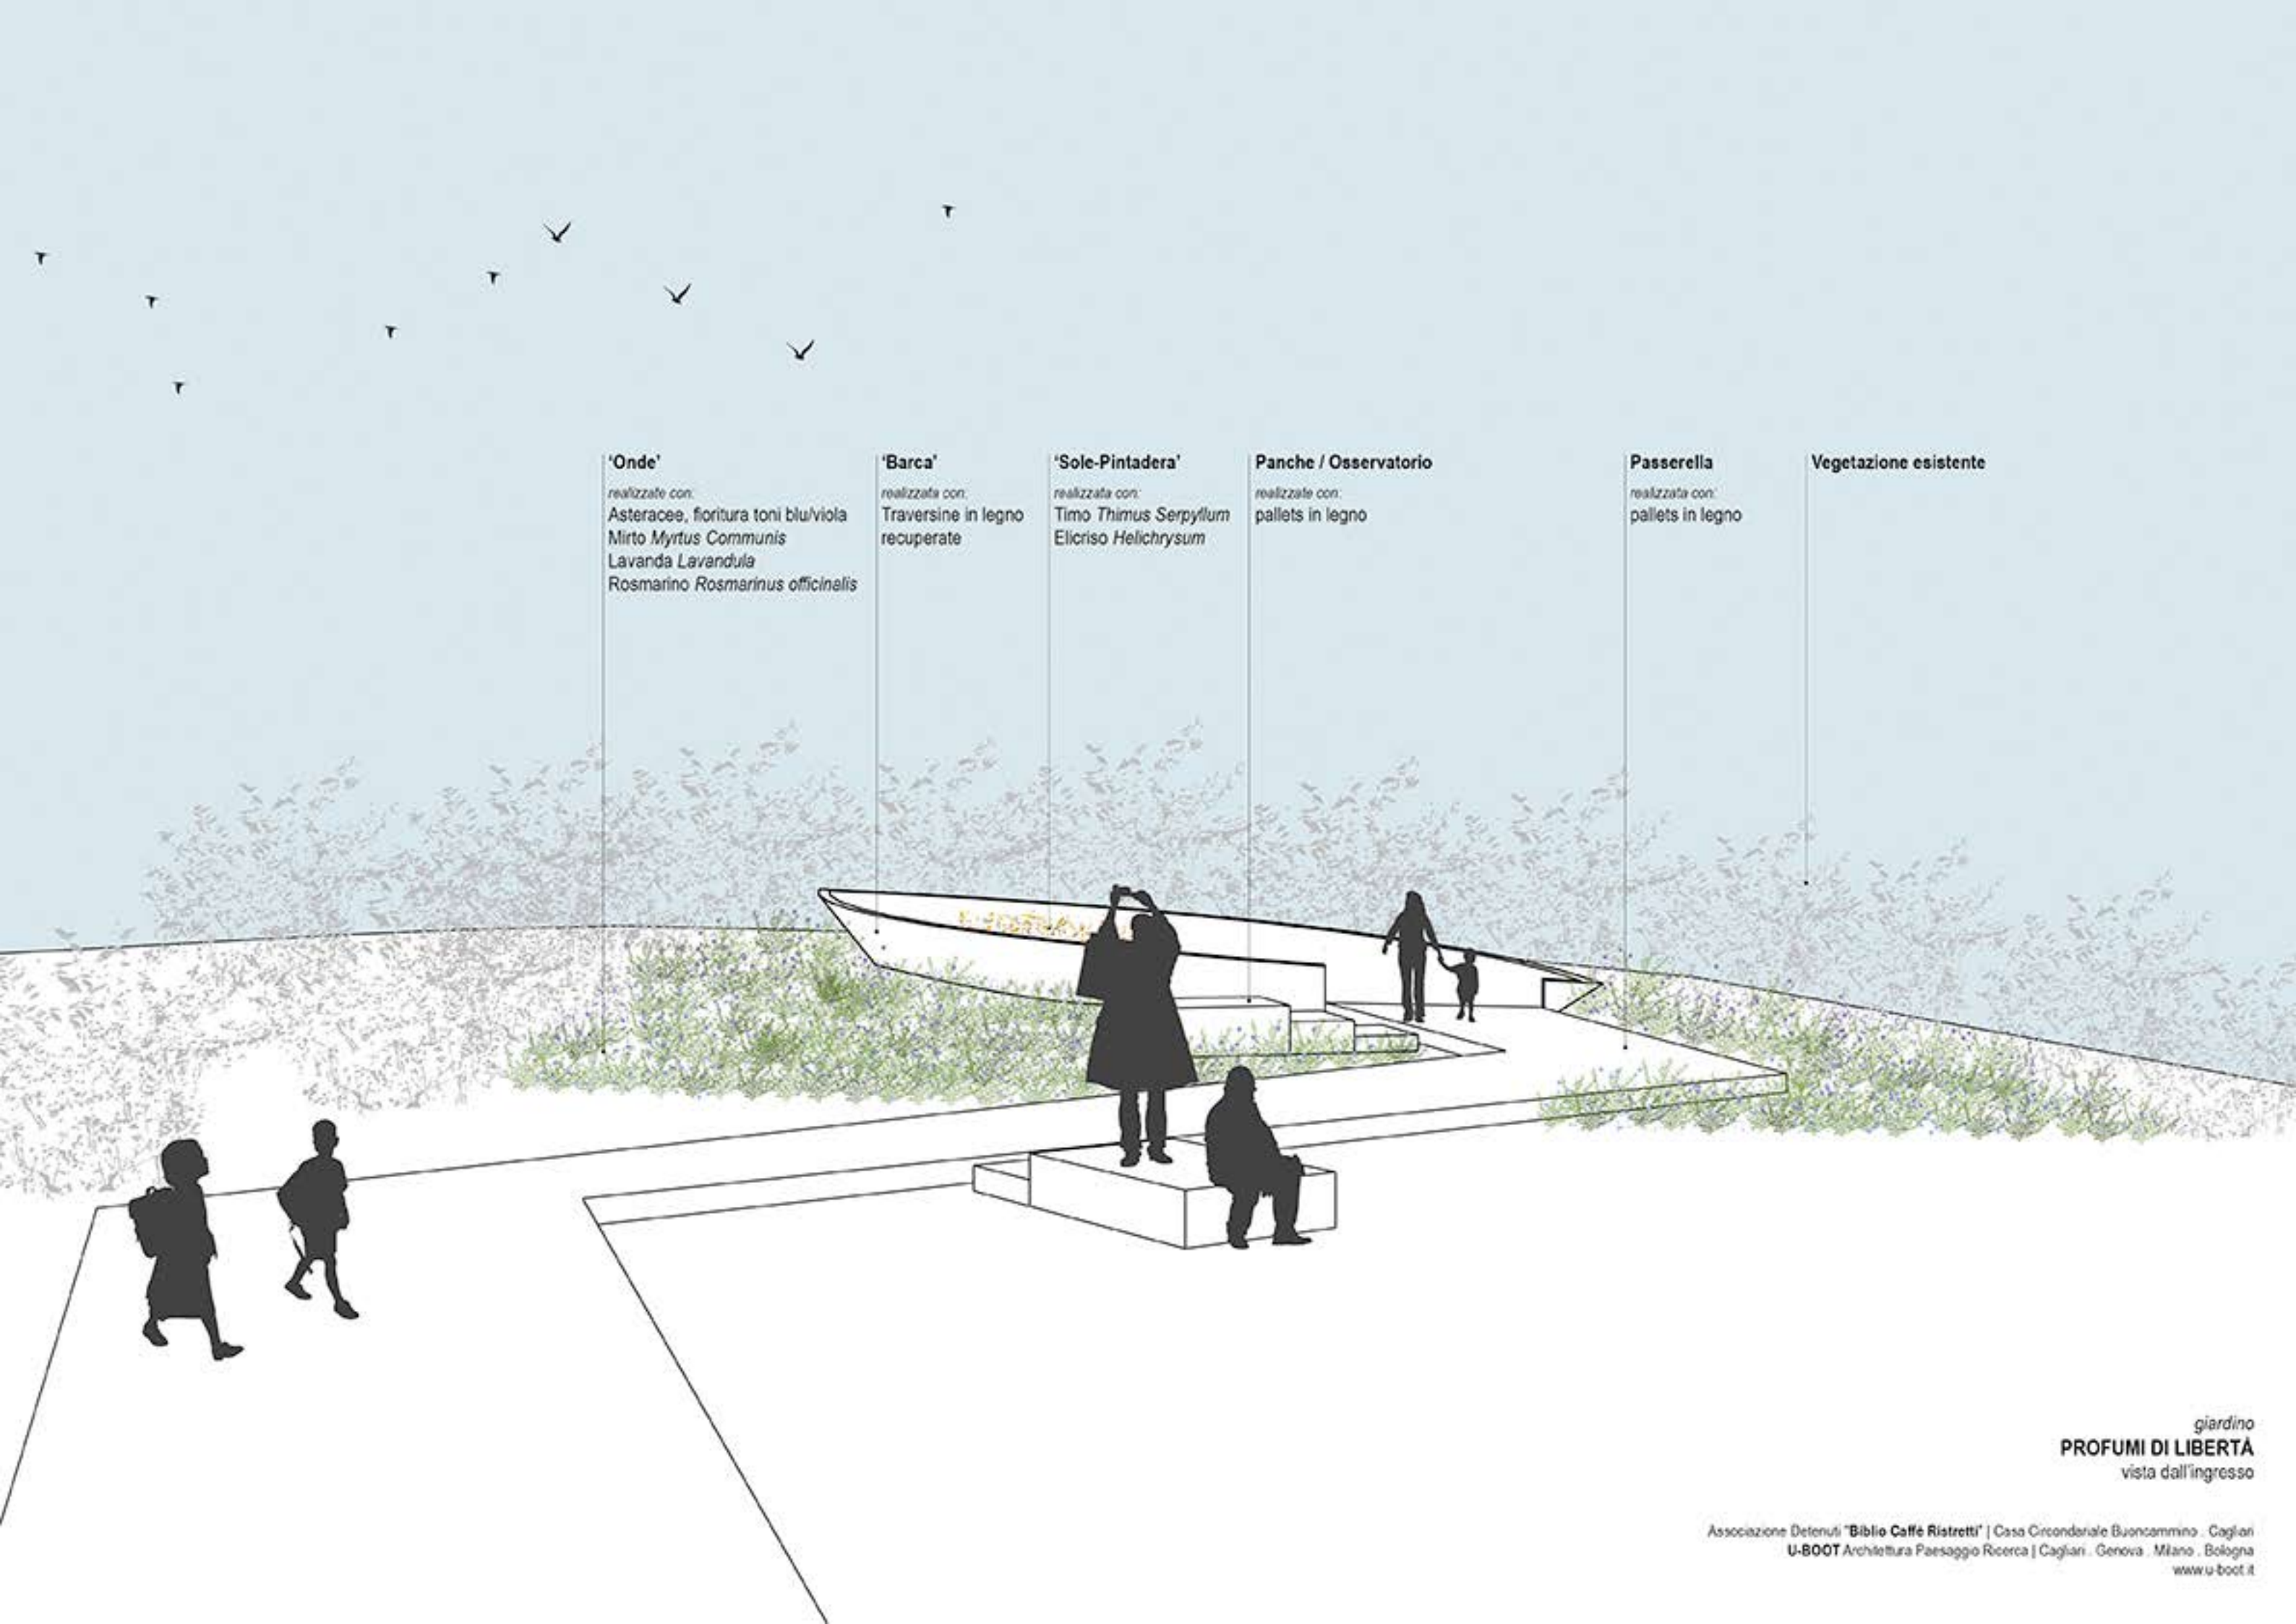 'Onde'
realizzate con:
Asteracee, fioritura toni blu/viola
Mirto Myrtus Communis
Lavanda Lavandula
Rosmarino Rosmarinus officinalis
'Barca'
realizzata con:
Traversine in legno
recuperate
'Sole-Pintadera'
realizzata con:
Timo Thimus Serpyllum
Elicriso Helichrysum
Panche / Osservatorio
realizzate con:
pallets in legno
Passerella
realizzata con:
pallets in legno
Vegetazione esistente
giardino
PROFUMI DI LIBERTÀ
vista dall'ingresso
Associazione Detenuti "Biblio Caffè Ristretti" | Casa Circondariale Buoncammino . Cagliari
U-BOOT Architettura Paesaggio Ricerca | Cagliari . Genova . Milano . Bologna
www.u-boot.it